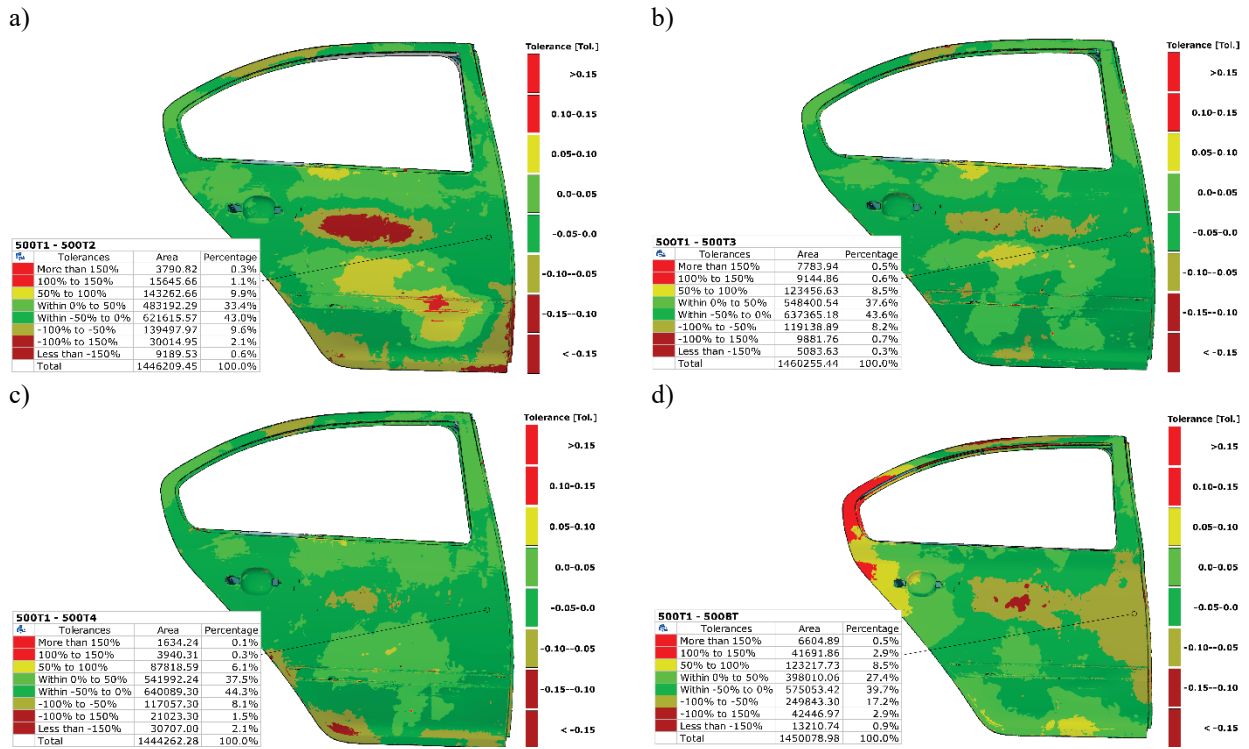 a)
Tolerance [Tol.]
>0.15
0.10-0.15
0.05-0.10
0.0-0.05
-0.05-0.0
-0.10--0.05
-0.15--0.10
< -0.15
500T1 - 500T2
Tolerances Area Percentage
More than 150% 3790.82 0.3%
100% to 150% 15645.66 1.1%
50% to 100% 143262.66 9.9%
Within 0% to 50% 483192.29 33.4%
Within -50% to 0% 621615.57 43.0%
-100% to -50% 139497.97 9.6%
-100% to 150% 30014.95 2.1%
Less than -150% 9189.53 0.6%
Total 1446209.45 100.0%
b)
Tolerance [Tol.]
>0.15
0.10-0.15
0.05-0.10
0.0-0.05
-0.05-0.0
-0.10--0.05
-0.15--0.10
< -0.15
500T1 - 500T3
Tolerances Area Percentage
More than 150% 7783.94 0.5%
100% to 150% 9144.86 0.6%
50% to 100% 123456.63 8.5%
Within 0% to 50% 548400.54 37.6%
Within -50% to 0% 637365.18 43.6%
-100% to -50% 119138.89 8.2%
-100% to 150% 9881.76 0.7%
Less than -150% 5083.63 0.3%
Total 1460255.44 100.0%
c)
Tolerance [Tol.]
>0.15
0.10-0.15
0.05-0.10
0.0-0.05
-0.05-0.0
-0.10--0.05
-0.15--0.10
< -0.15
500T1 - 500T4
Tolerances Area Percentage
More than 150% 1634.24 0.1%
100% to 150% 3940.31 0.3%
50% to 100% 87818.59 6.1%
Within 0% to 50% 541992.24 37.5%
Within -50% to 0% 640089.30 44.3%
-100% to -50% 117057.30 8.1%
-100% to 150% 21023.30 1.5%
Less than -150% 30707.00 2.1%
Total 1444262.28 100.0%
d)
Tolerance [Tol.]
>0.15
0.10-0.15
0.05-0.10
0.0-0.05
-0.05-0.0
-0.10--0.05
-0.15--0.10
< -0.15
500T1 - 500BT
Tolerances Area Percentage
More than 150% 6604.89 0.5%
100% to 150% 41691.86 2.9%
50% to 100% 123217.73 8.5%
Within 0% to 50% 398010.06 27.4%
Within -50% to 0% 575053.42 39.7%
-100% to -50% 249843.30 17.2%
-100% to 150% 42446.97 2.9%
Less than -150% 13210.74 0.9%
Total 1450078.98 100.0%